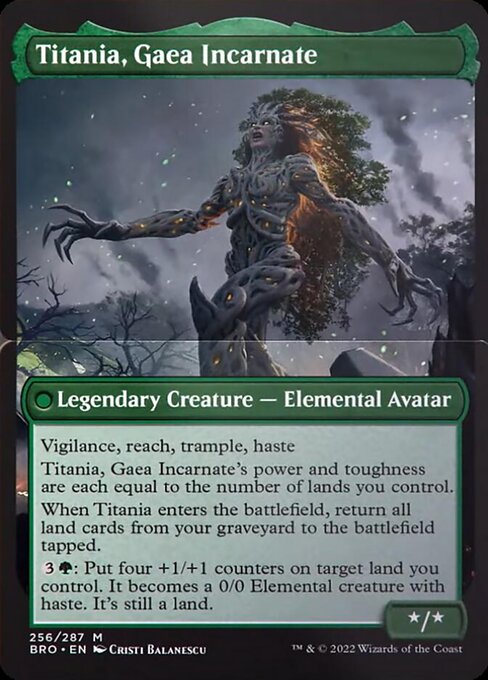 Titania, Gaea Incarnate
Legendary Creature — Elemental Avatar
Vigilance, reach, trample, haste
Titania, Gaea Incarnate's power and toughness
are each equal to the number of lands you control.
When Titania enters the battlefield, return all
land cards from your graveyard to the battlefield
tapped.
3: Put four +1/+1 counters on target land you
control. It becomes a 0/0 Elemental creature with
haste. It's still a land.
★/★
256/287 M
BRO • EN CRISTI BALANESCU
™ & © 2022 Wizards of the Coast